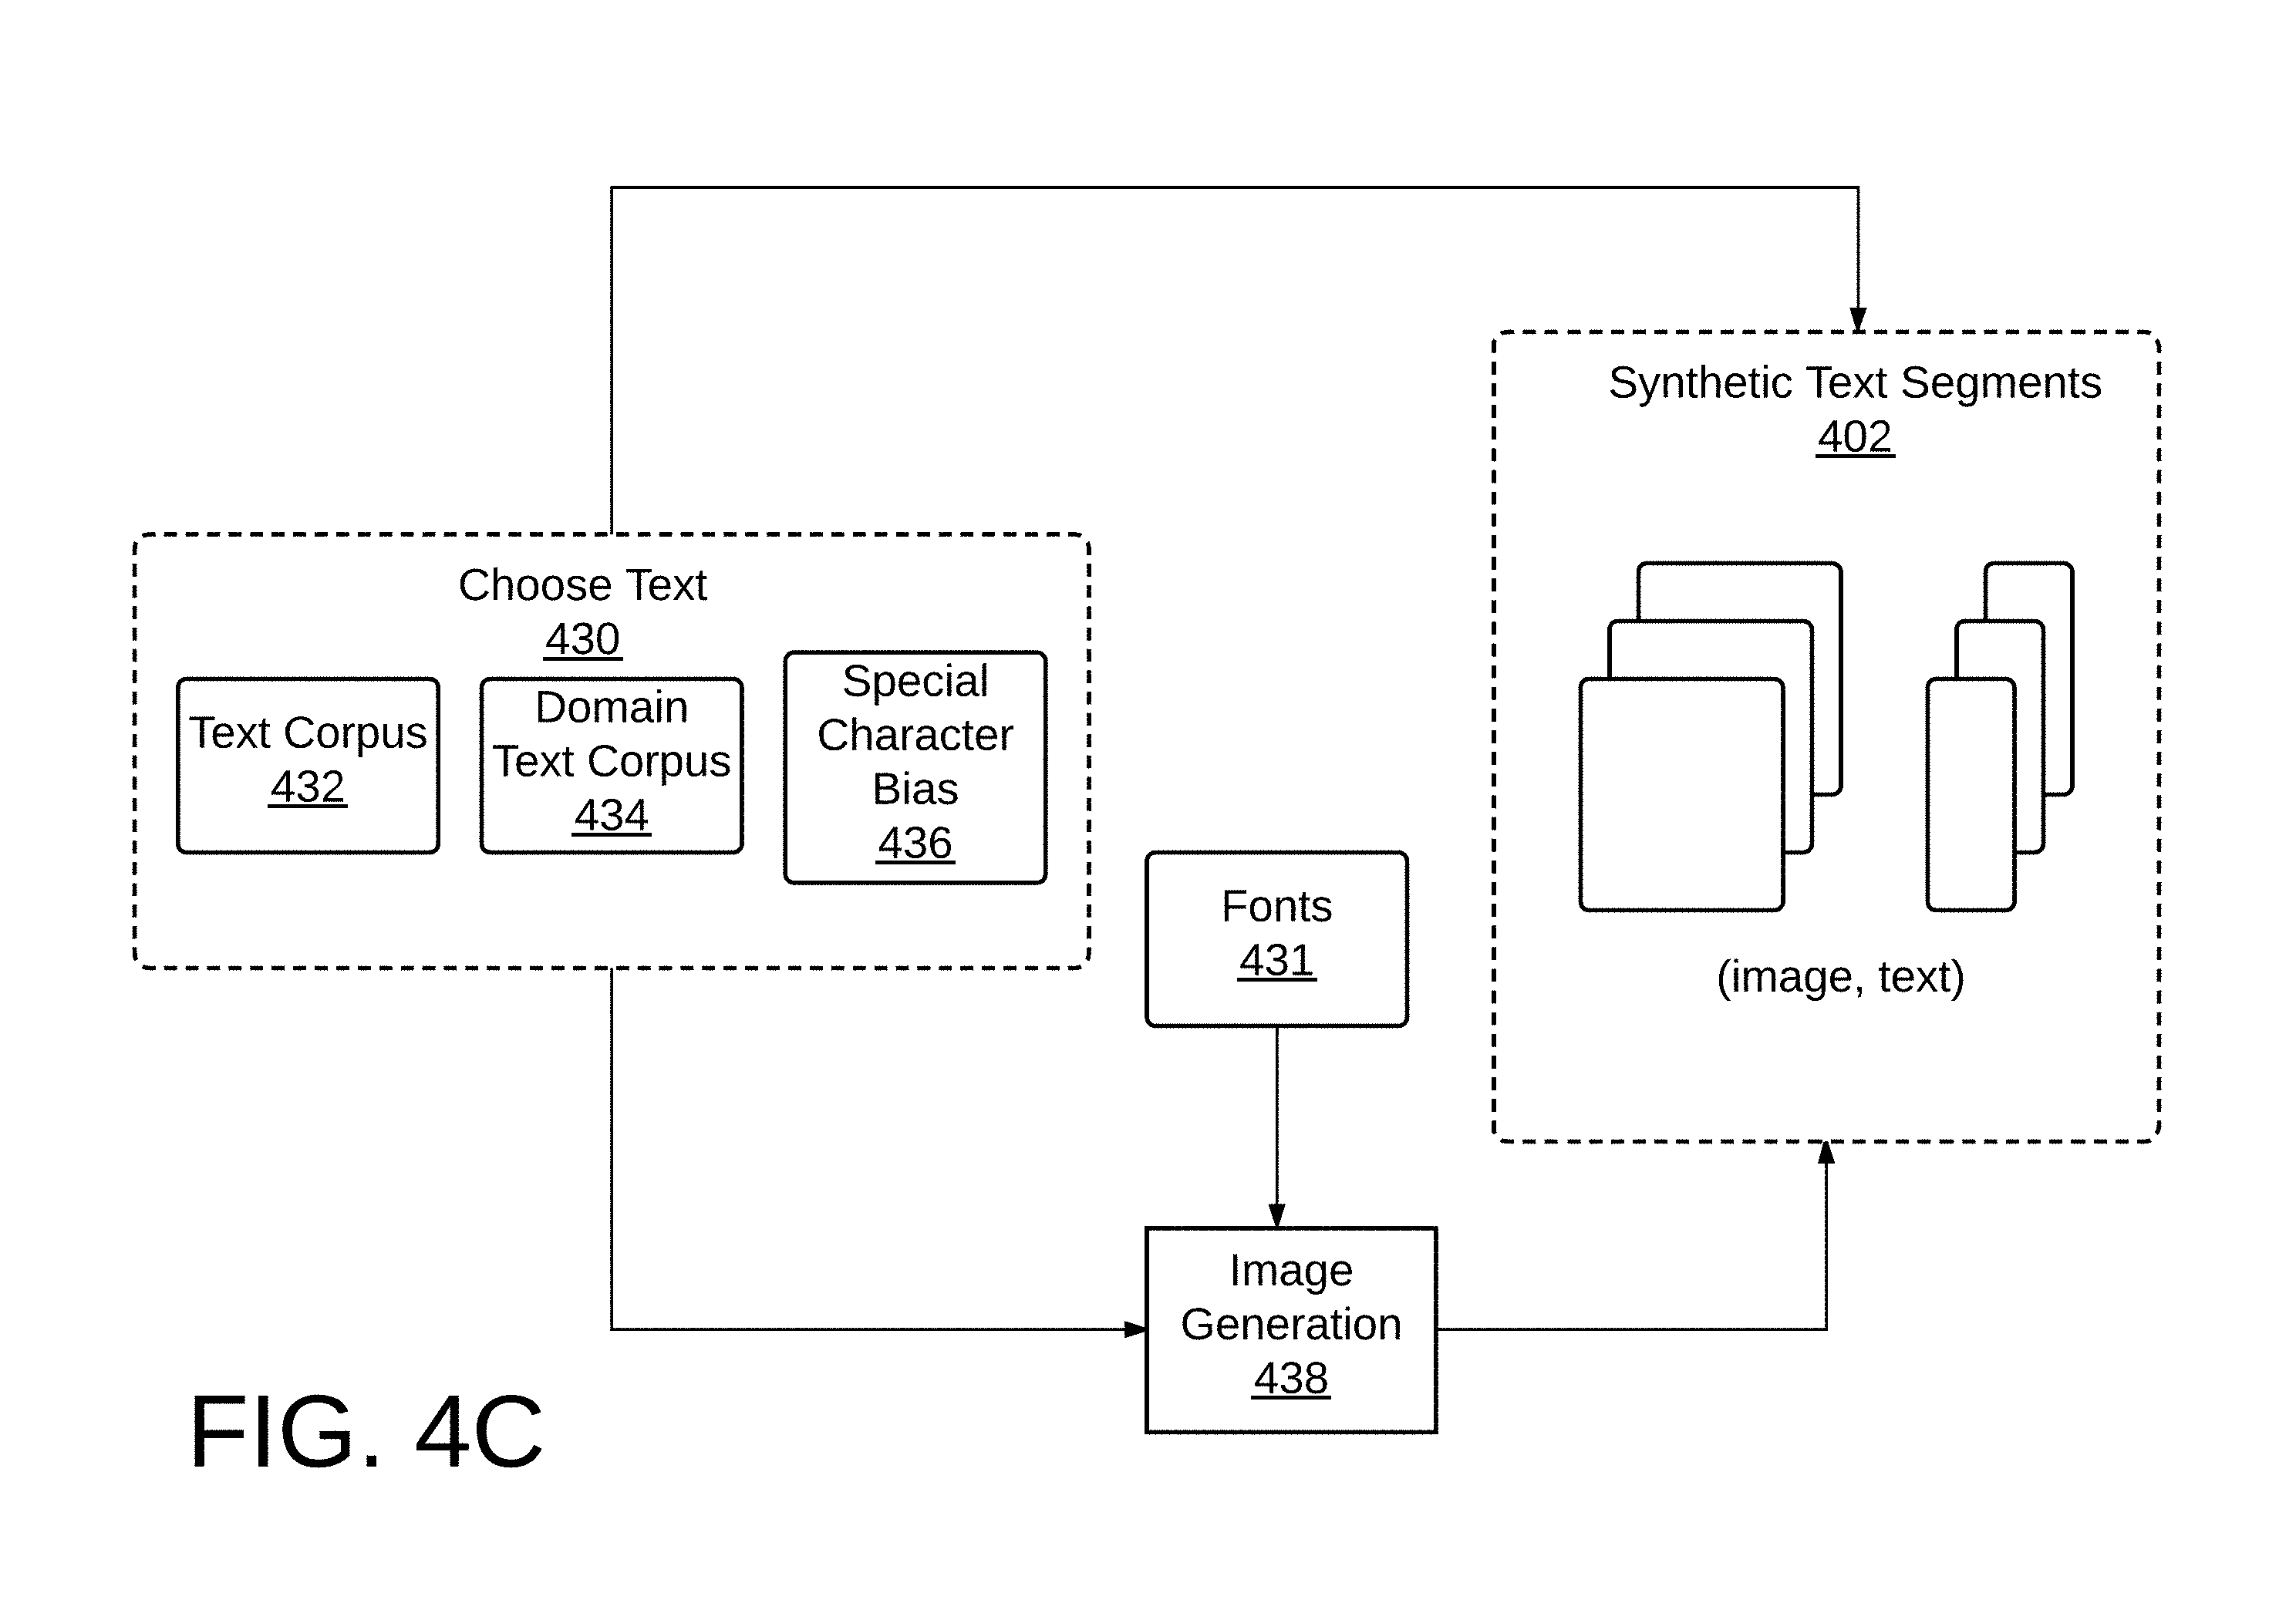 Synthetic Text Segments
402
Choose Text
430
Text Corpus
432
Domain
Text Corpus
434
Special
Character
Bias
436
Fonts
431
(image, text)
Image
Generation
438
FIG. 4C